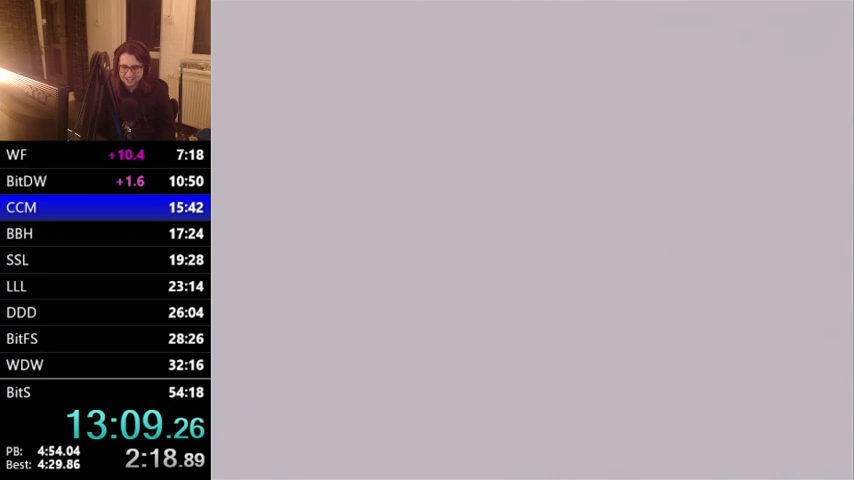 WF +10.4 7:18
BitDW +1.6 10:50
CCM 15:42
BBH 17:24
SSL 19:28
LLL 23:14
DDD 26:04
BitFS 28:26
WDW 32:16
BitS 54:18
13:09.26
PB: 4:54.04
Best: 4:29.86
2:18.89